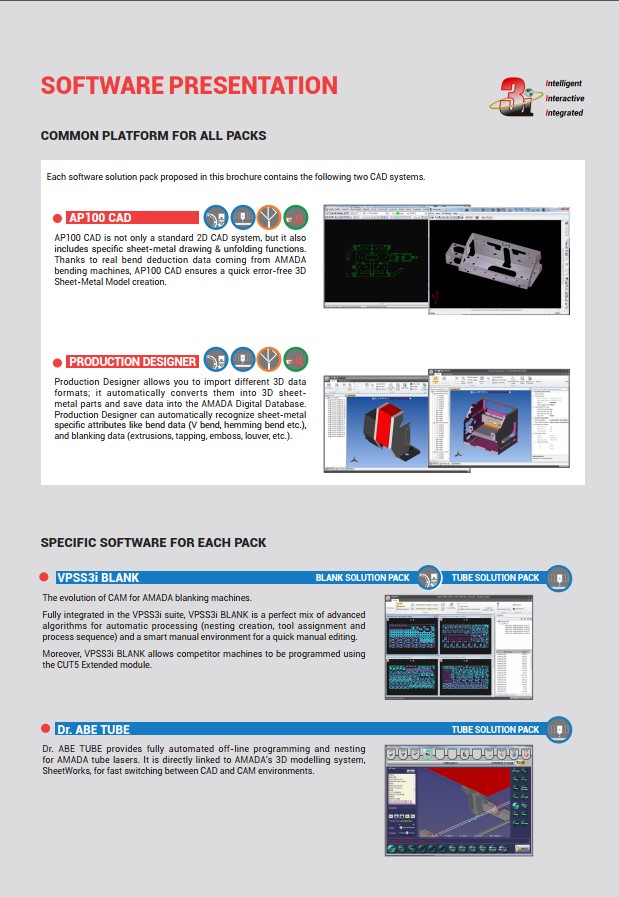 SOFTWARE PRESENTATION
3i
Intelligent
Interactive
Integrated
COMMON PLATFORM FOR ALL PACKS
Each software solution pack proposed in this brochure contains the following two CAD systems.
AP100 CAD
AP100 CAD is not only a standard 2D CAD system, but it also
includes specific sheet-metal drawing & unfolding functions.
Thanks to real bend deduction data coming from AMADA
bending machines, AP100 CAD ensures a quick error-free 3D
Sheet-Metal Model creation.
PRODUCTION DESIGNER
Production Designer allows you to import different 3D data
formats; it automatically converts them into 3D sheet-
metal parts and save data into the AMADA Digital Database.
Production Designer can automatically recognize sheet-metal
specific attributes like bend data (V bend, hemming bend etc.),
and blanking data (extrusions, tapping, emboss, louver, etc.).
SPECIFIC SOFTWARE FOR EACH PACK
VPSS3i BLANK BLANK SOLUTION PACK TUBE SOLUTION PACK
The evolution of CAM for AMADA blanking machines.
Fully integrated in the VPSS3i suite, VPSS3i BLANK is a perfect mix of advanced
algorithms for automatic processing (nesting creation, tool assignment and
process sequence) and a smart manual environment for a quick manual editing.
Moreover, VPSS3i BLANK allows competitor machines to be programmed using
the CUT5 Extended module.
Dr. ABE TUBE TUBE SOLUTION PACK
Dr. ABE TUBE provides fully automated off-line programming and nesting
for AMADA tube lasers. It is directly linked to AMADA's 3D modelling system,
SheetWorks, for fast switching between CAD and CAM environments.